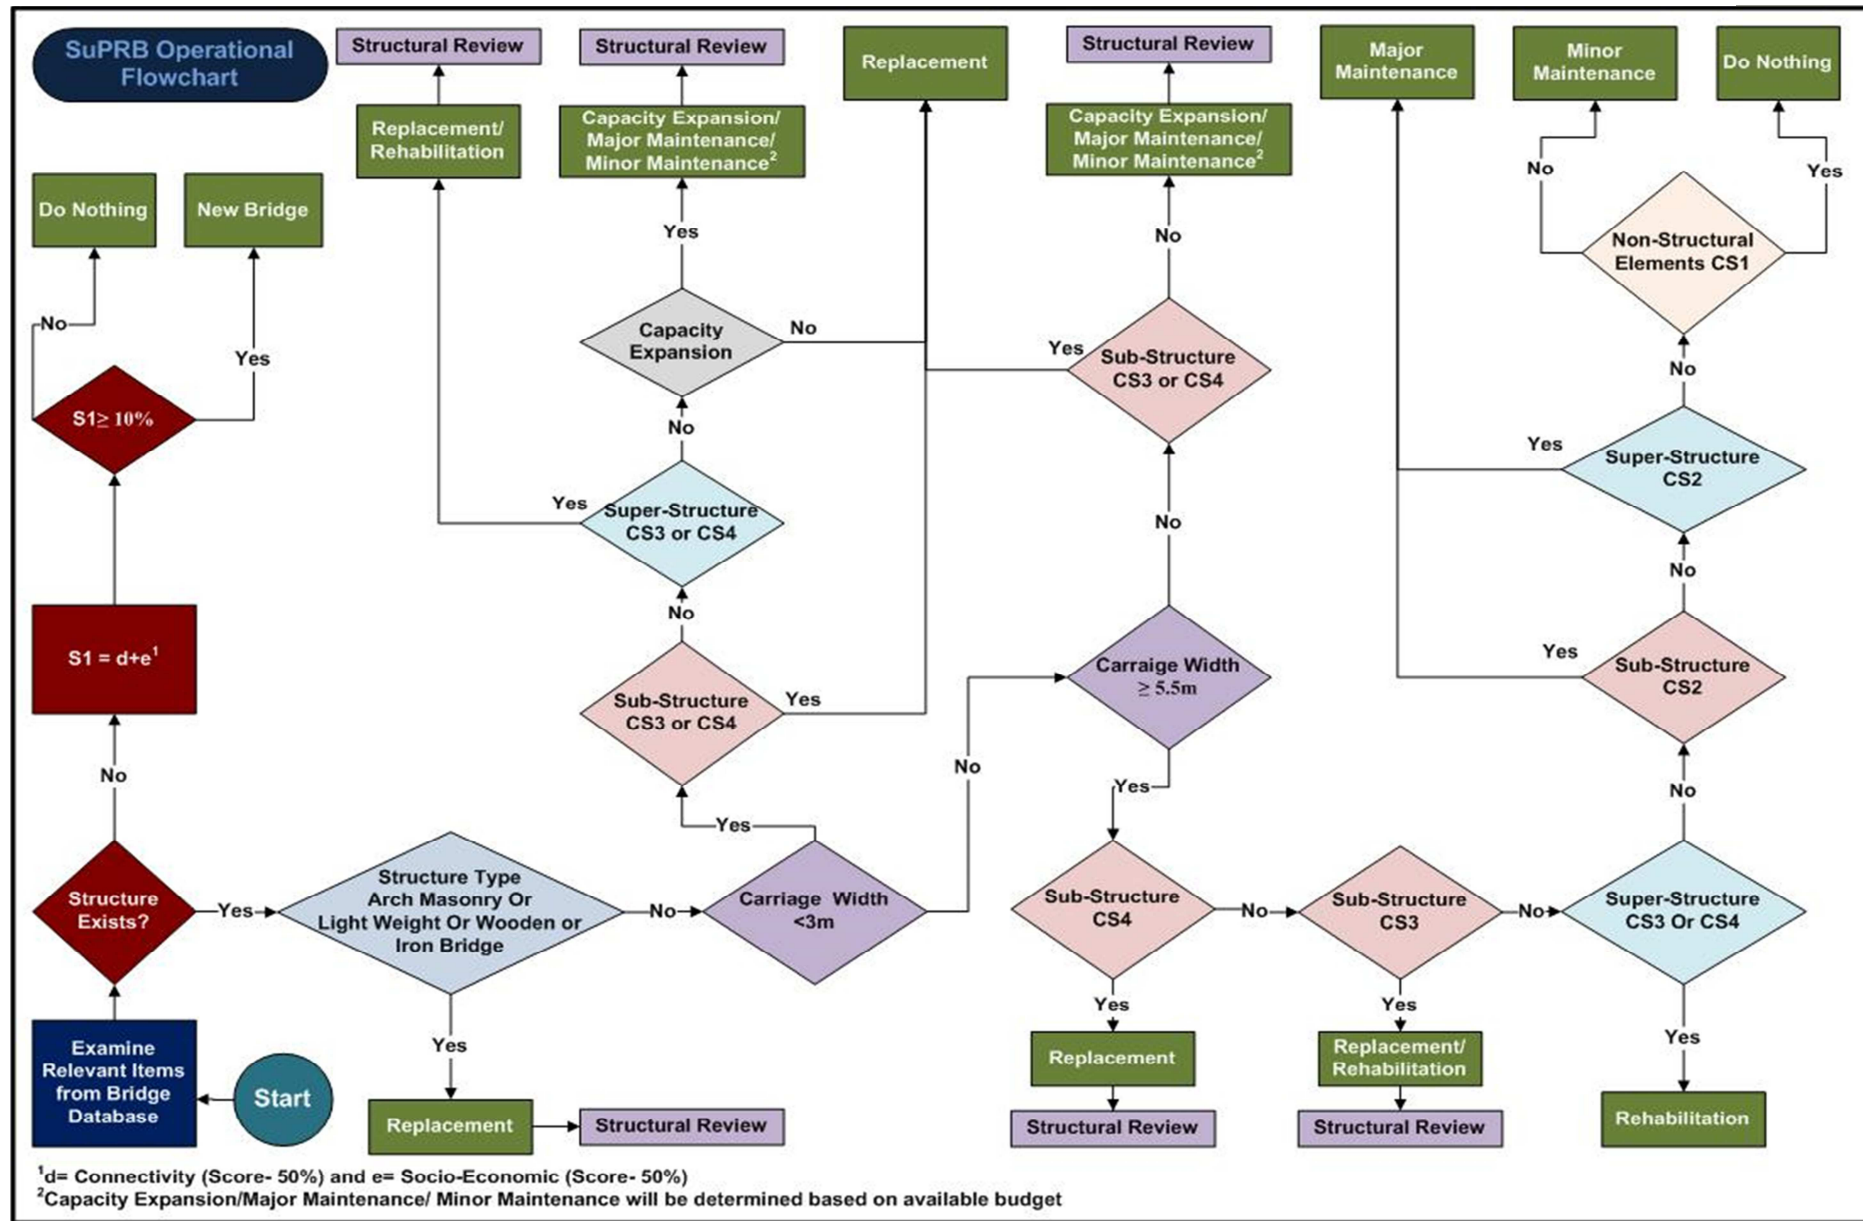 SuPRB Operational
Flowchart
Structural Review
Structural Review
Structural Review
Replacement
Major
Maintenance
Minor
Maintenance
Do Nothing
Replacement/
Rehabilitation
Capacity Expansion/
Major Maintenance/
Minor Maintenance²
Capacity Expansion/
Major Maintenance/
Minor Maintenance²
No
Yes
Do Nothing
New Bridge
Yes
No
Non-Structural
Elements CS1
No
Yes
Capacity
Expansion
No
Yes
Sub-Structure
CS3 or CS4
No
S1≥ 10%
No
Yes
Super-Structure
CS2
Yes
Super-Structure
CS3 or CS4
No
No
No
S1 = d+e¹
Sub-Structure
CS3 or CS4
Yes
Carraige Width
≥ 5.5m
Yes
Sub-Structure
CS2
No
No
Yes
No
Yes
Structure
Exists?
Yes
Structure Type
Arch Masonry Or
Light Weight Or Wooden or
Iron Bridge
No
Carriage Width
<3m
Sub-Structure
CS4
No
Sub-Structure
CS3
No
Super-Structure
CS3 Or CS4
Yes
Yes
Yes
Yes
Examine
Relevant Items
from Bridge
Database
Start
Replacement
Structural Review
Replacement
Structural Review
Replacement/
Rehabilitation
Structural Review
Rehabilitation
¹d= Connectivity (Score- 50%) and e= Socio-Economic (Score- 50%)
²Capacity Expansion/Major Maintenance/ Minor Maintenance will be determined based on available budget